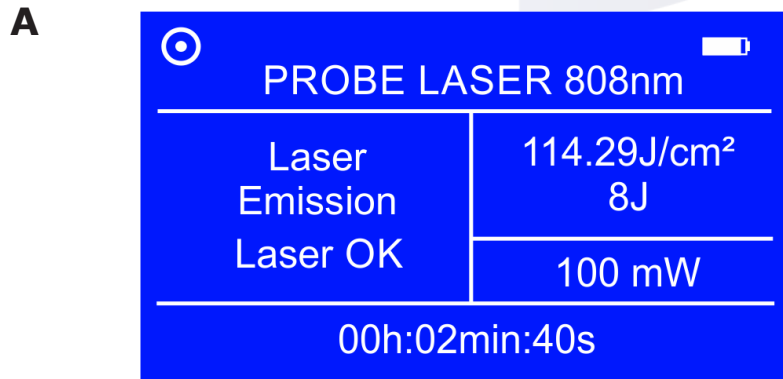 A
PROBE LASER 808nm
Laser
Emission
Laser OK
114.29J/cm²
8J
100 mW
00h:02min:40s